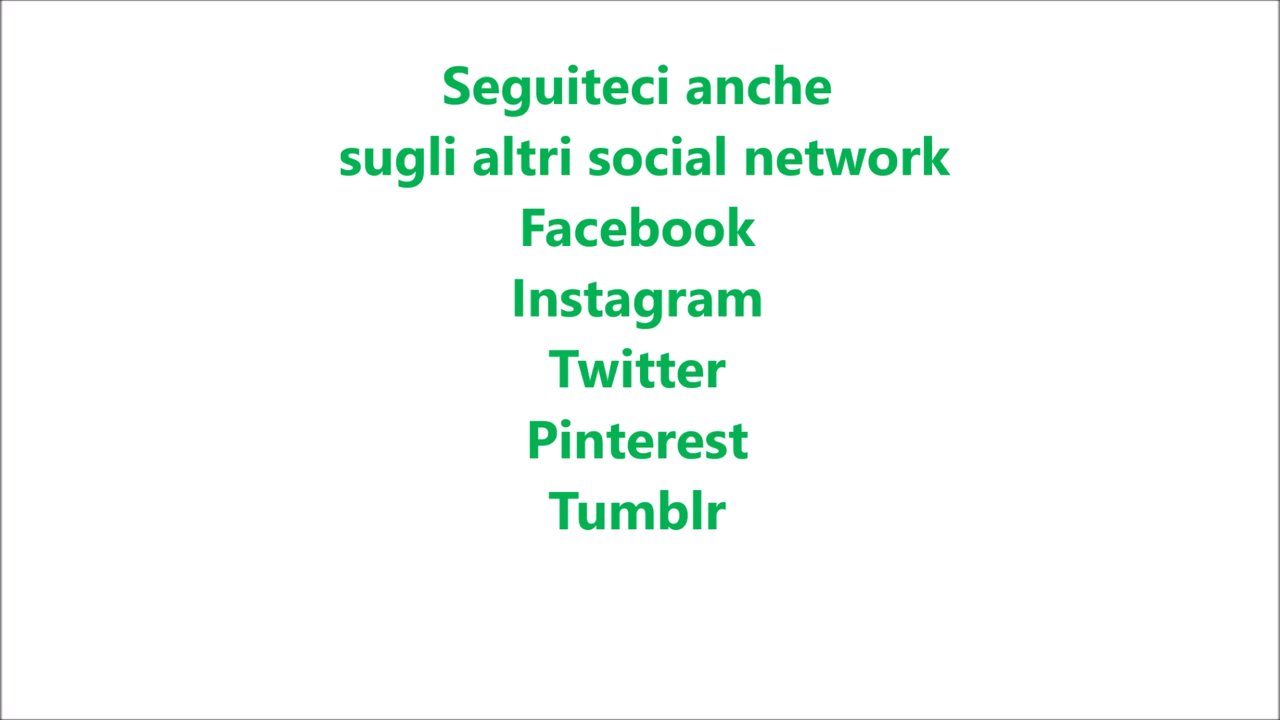 Seguiteci anche
sugli altri social network
Facebook
Instagram
Twitter
Pinterest
Tumblr